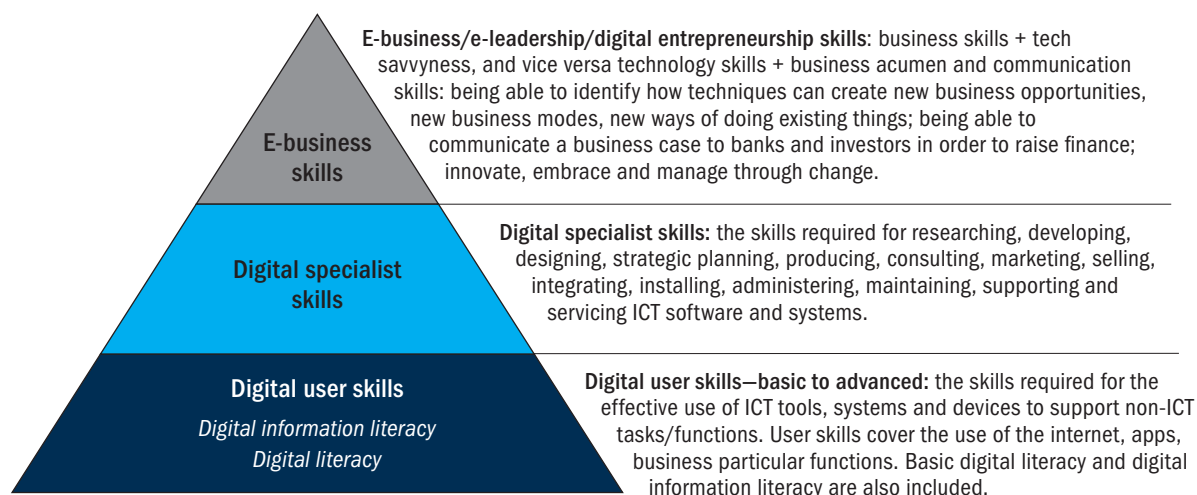 E-business/e-leadership/digital entrepreneurship skills: business skills + tech
savvyness, and vice versa technology skills + business acumen and communication
skills: being able to identify how techniques can create new business opportunities,
new business modes, new ways of doing existing things; being able to
communicate a business case to banks and investors in order to raise finance;
innovate, embrace and manage through change.
E-business
skills
Digital specialist skills: the skills required for researching, developing,
designing, strategic planning, producing, consulting, marketing, selling,
integrating, installing, administering, maintaining, supporting and
servicing ICT software and systems.
Digital specialist
skills
Digital user skills—basic to advanced: the skills required for the
effective use of ICT tools, systems and devices to support non-ICT
tasks/functions. User skills cover the use of the internet, apps,
business particular functions. Basic digital literacy and digital
information literacy are also included.
Digital user skills
Digital information literacy
Digital literacy